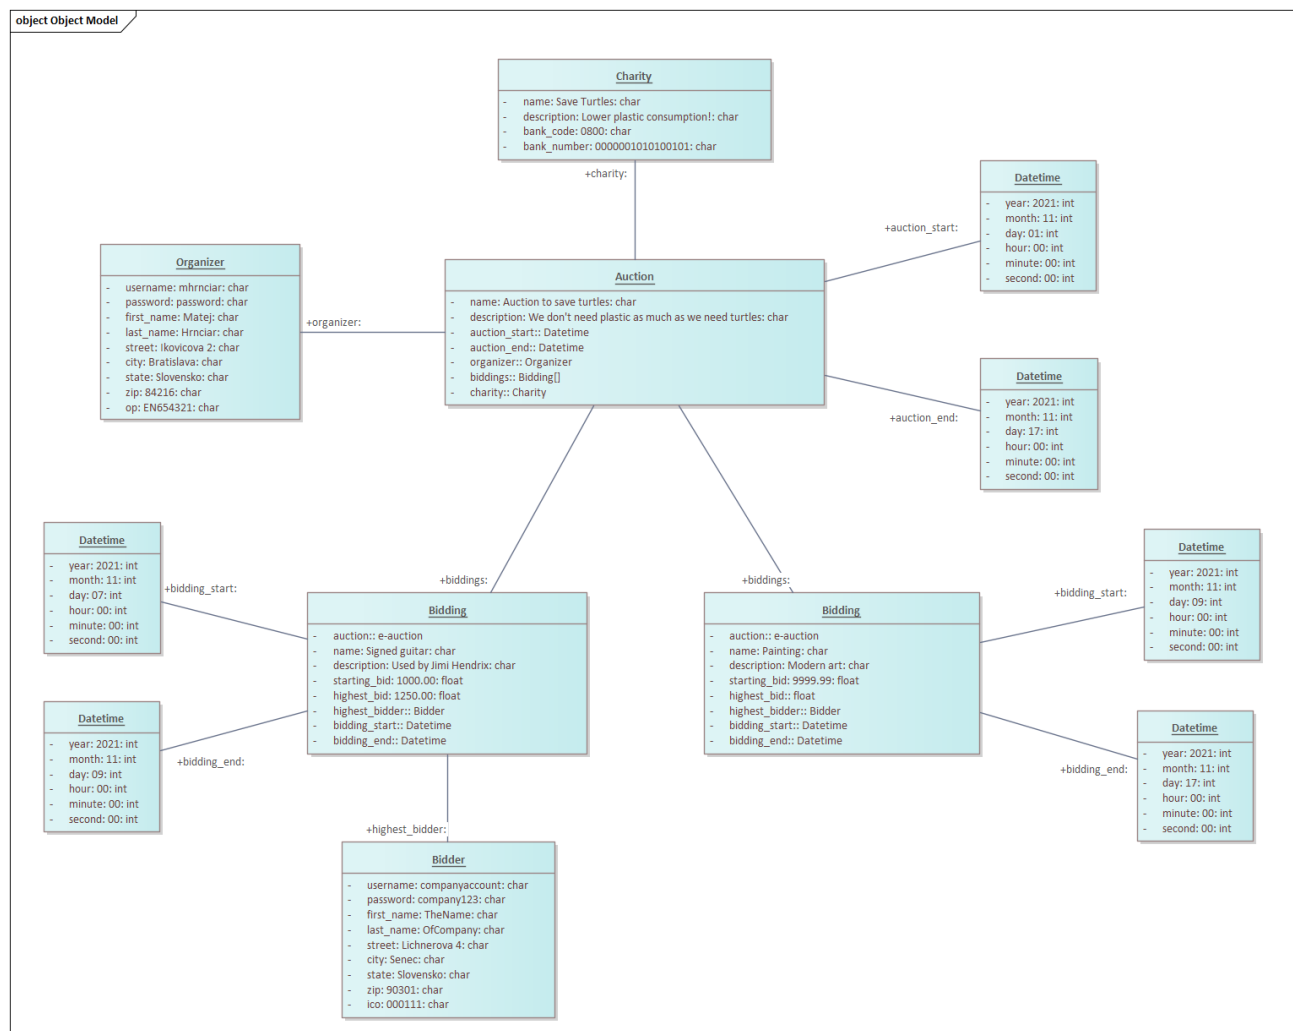 object Object Model
Charity
- name: Save Turtles: char
- description: Lower plastic consumption!: char
- bank_code: 0800: char
- bank_number: 0000001010100101: char
+charity:
Datetime
- year: 2021: int
- month: 11: int
- day: 01: int
- hour: 00: int
- minute: 00: int
- second: 00: int
+auction_start:
Organizer
- username: mhrnciar: char
- password: password: char
- first_name: Matej: char
- last_name: Hrnciar: char
- street: Ikovicova 2: char
- city: Bratislava: char
- state: Slovensko: char
- zip: 84216: char
- op: EN654321: char
+organizer:
Auction
- name: Auction to save turtles: char
- description: We don't need plastic as much as we need turtles: char
- auction_start:: Datetime
- auction_end:: Datetime
- organizer:: Organizer
- biddings:: Bidding[]
- charity:: Charity
Datetime
- year: 2021: int
- month: 11: int
- day: 17: int
- hour: 00: int
- minute: 00: int
- second: 00: int
+auction_end:
Datetime
- year: 2021: int
- month: 11: int
- day: 07: int
- hour: 00: int
- minute: 00: int
- second: 00: int
+bidding_start:
+biddings:
Bidding
- auction:: e-auction
- name: Signed guitar: char
- description: Used by Jimi Hendrix: char
- starting_bid: 1000.00: float
- highest_bid: 1250.00: float
- highest_bidder:: Bidder
- bidding_start:: Datetime
- bidding_end:: Datetime
+biddings:
Bidding
- auction:: e-auction
- name: Painting: char
- description: Modern art: char
- starting_bid: 9999.99: float
- highest_bid:: float
- highest_bidder:: Bidder
- bidding_start:: Datetime
- bidding_end:: Datetime
Datetime
- year: 2021: int
- month: 11: int
- day: 09: int
- hour: 00: int
- minute: 00: int
- second: 00: int
+bidding_start:
Datetime
- year: 2021: int
- month: 11: int
- day: 09: int
- hour: 00: int
- minute: 00: int
- second: 00: int
+bidding_end:
Datetime
- year: 2021: int
- month: 11: int
- day: 17: int
- hour: 00: int
- minute: 00: int
- second: 00: int
+bidding_end:
+highest_bidder:
Bidder
- username: companyaccount: char
- password: company123: char
- first_name: TheName: char
- last_name: OfCompany: char
- street: Lichnerova 4: char
- city: Senec: char
- state: Slovensko: char
- zip: 90301: char
- ico: 000111: char